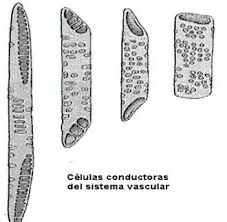 Células conductoras
del sistema vascular